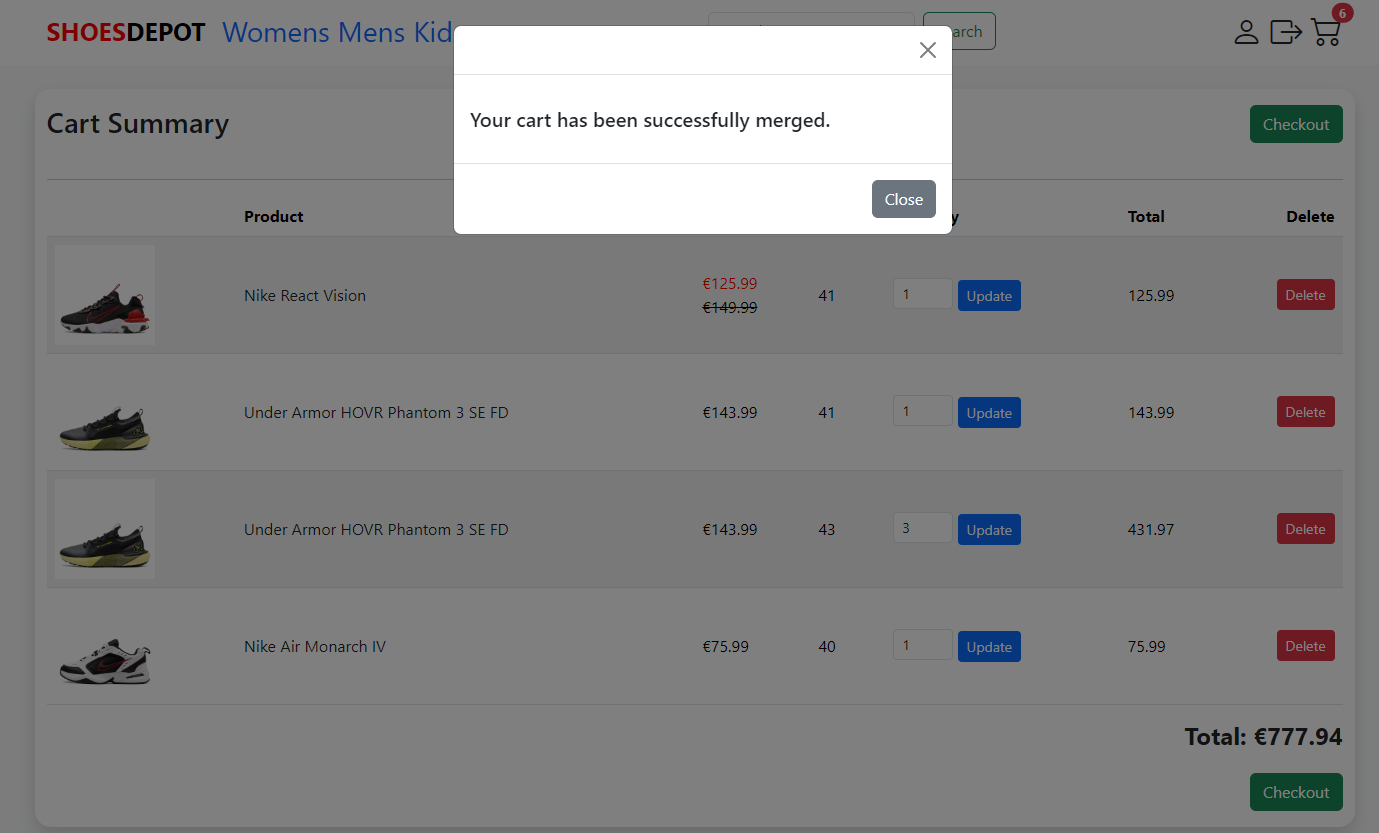 SHOESDEPOT Womens Mens Kid
arch
6
Your cart has been successfully merged.
Close
Cart Summary
Checkout
Product
y
Total
Delete
Nike React Vision
€125.99
€149.99
41
1
Update
125.99
Delete
Under Armor HOVR Phantom 3 SE FD
€143.99
41
1
Update
143.99
Delete
Under Armor HOVR Phantom 3 SE FD
€143.99
43
3
Update
431.97
Delete
Nike Air Monarch IV
€75.99
40
1
Update
75.99
Delete
Total: €777.94
Checkout